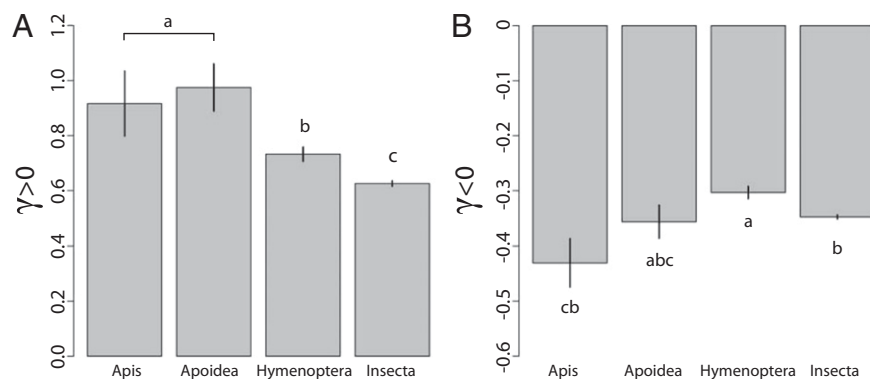 A
a
1.2
1.0
0.8
0.6
0.4
0.2
0.0
γ>0
b
c
Apis Apoidea Hymenoptera Insecta
B
0
-0.1
-0.2
-0.3
-0.4
-0.5
-0.6
γ<0
cb
abc
a
b
Apis Apoidea Hymenoptera Insecta